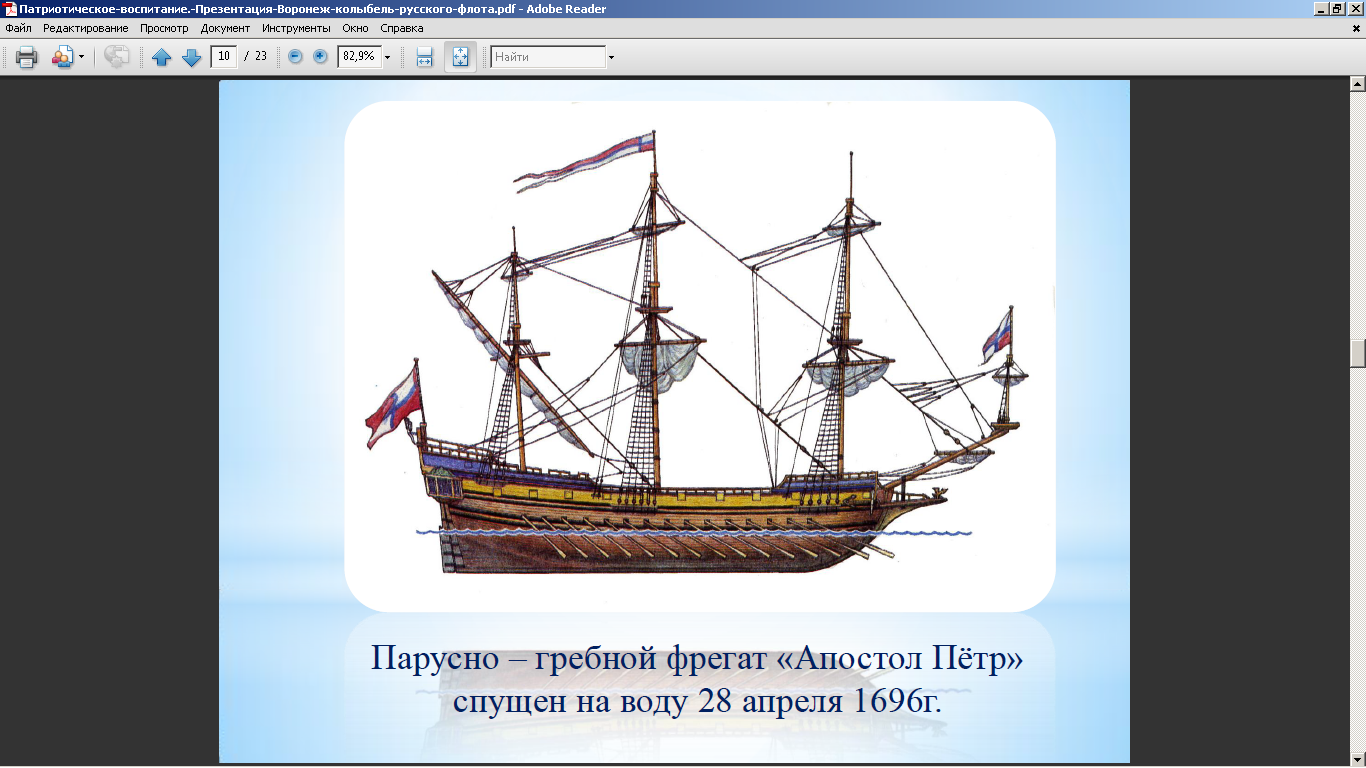 Патриотическое-воспитание.-Презентация-Воронеж-колыбель-русского-флота.pdf - Adobe Reader
Файл Редактирование Просмотр Документ Инструменты Окно Справка
10 / 23 82,9% Найти
Парусно – гребной фрегат «Апостол Пётр»
спущен на воду 28 апреля 1696г.